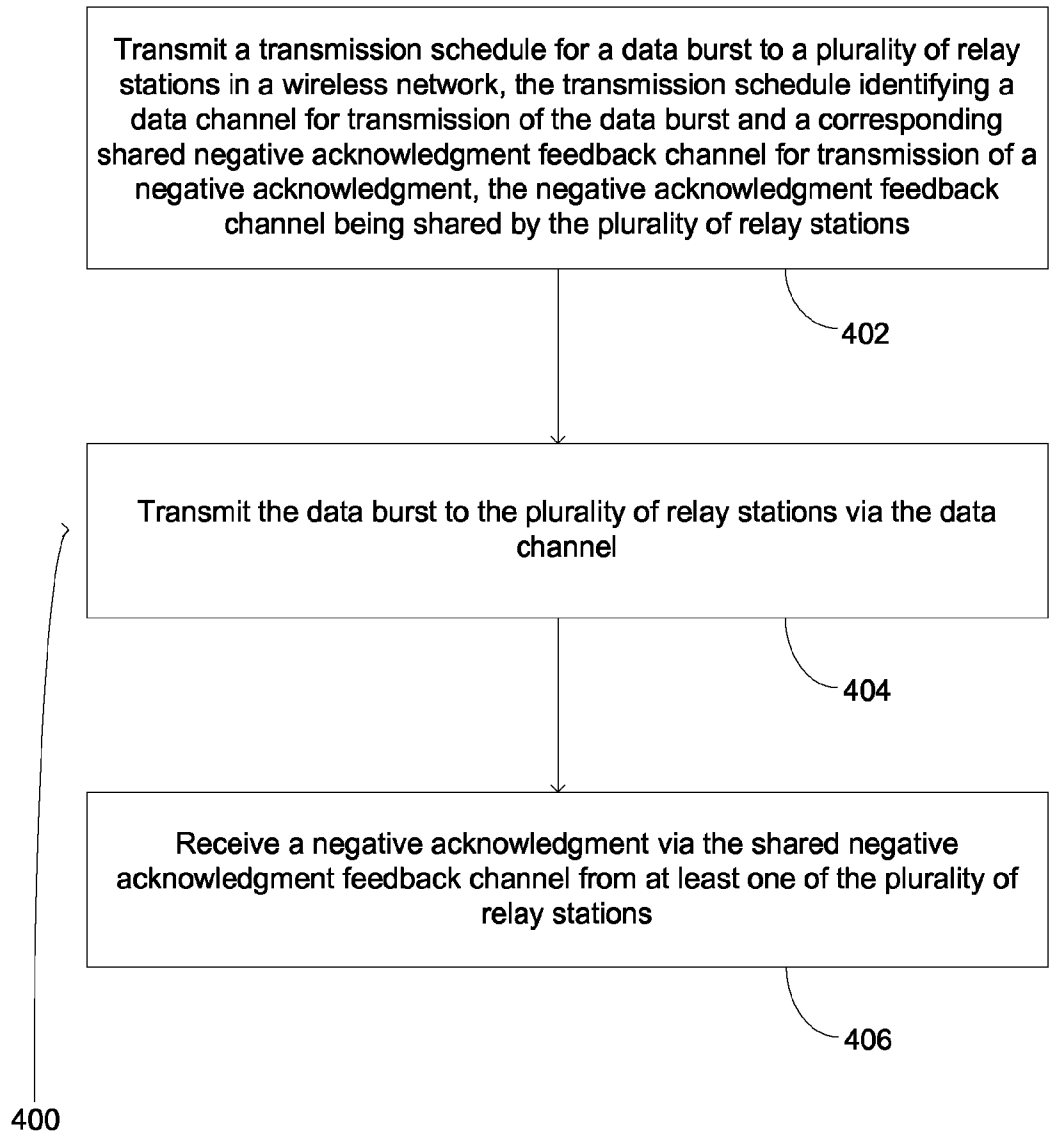 Transmit a transmission schedule for a data burst to a plurality of relay
stations in a wireless network, the transmission schedule identifying a
data channel for transmission of the data burst and a corresponding
shared negative acknowledgment feedback channel for transmission of a
negative acknowledgment, the negative acknowledgment feedback
channel being shared by the plurality of relay stations
402
Transmit the data burst to the plurality of relay stations via the data
channel
404
Receive a negative acknowledgment via the shared negative
acknowledgment feedback channel from at least one of the plurality of
relay stations
406
400